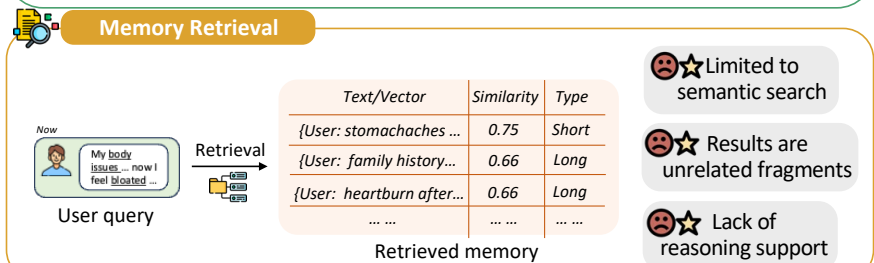 Memory Retrieval
Now
My body
issues ... now I
feel bloated ...
User query
Retrieval
Text/Vector Similarity Type
{User: stomachaches ... 0.75 Short
{User: family history... 0.66 Long
{User: heartburn after... 0.66 Long
... ... ... ... ... ...
Retrieved memory
Limited to
semantic search
Results are
unrelated fragments
Lack of
reasoning support